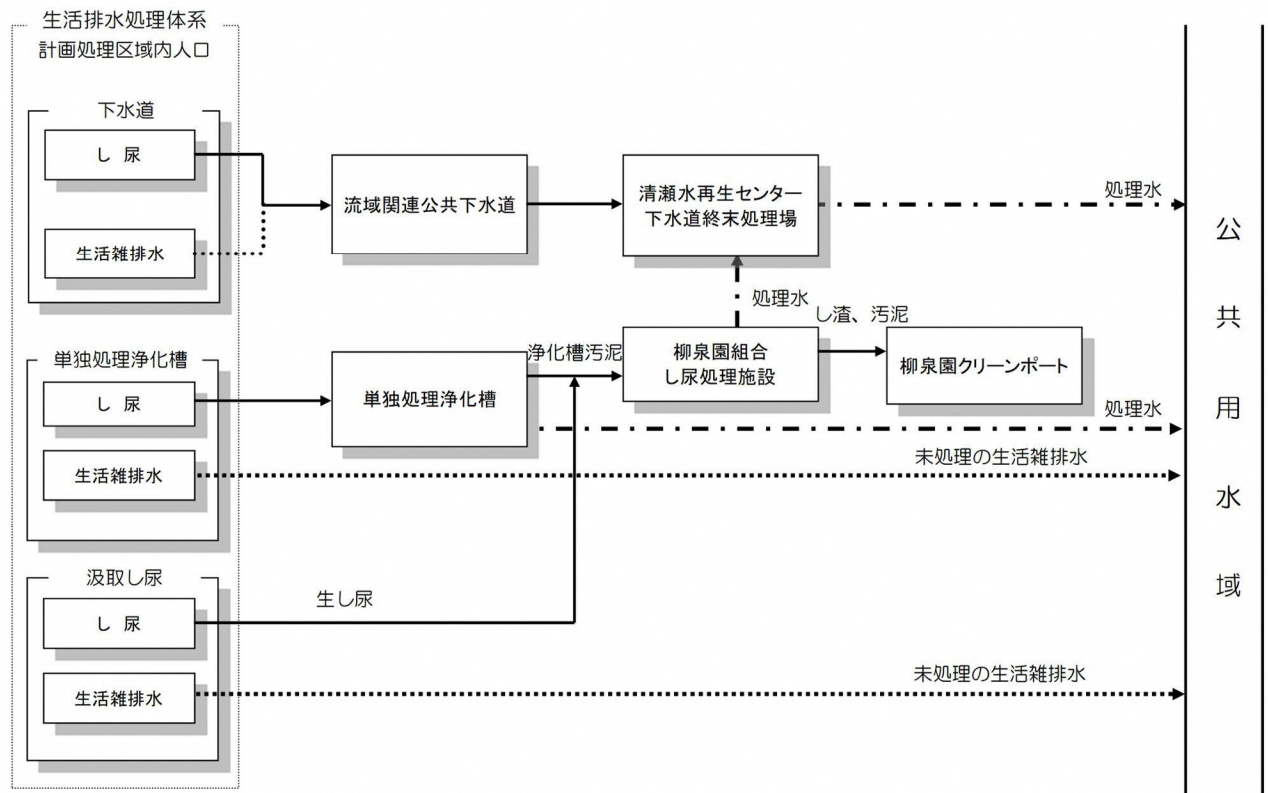 生活排水処理体系
計画処理区域内人口
下水道
し 尿
生活雑排水
流域関連公共下水道
清瀬水再生センター
下水道終末処理場
処理水
処理水
し渣、汚泥
単独処理浄化槽
し 尿
生活雑排水
単独処理浄化槽
浄化槽汚泥
柳泉園組合
し尿処理施設
柳泉園クリーンポート
処理水
未処理の生活雑排水
汲取し尿
し 尿
生活雑排水
生し尿
未処理の生活雑排水
公共用水域